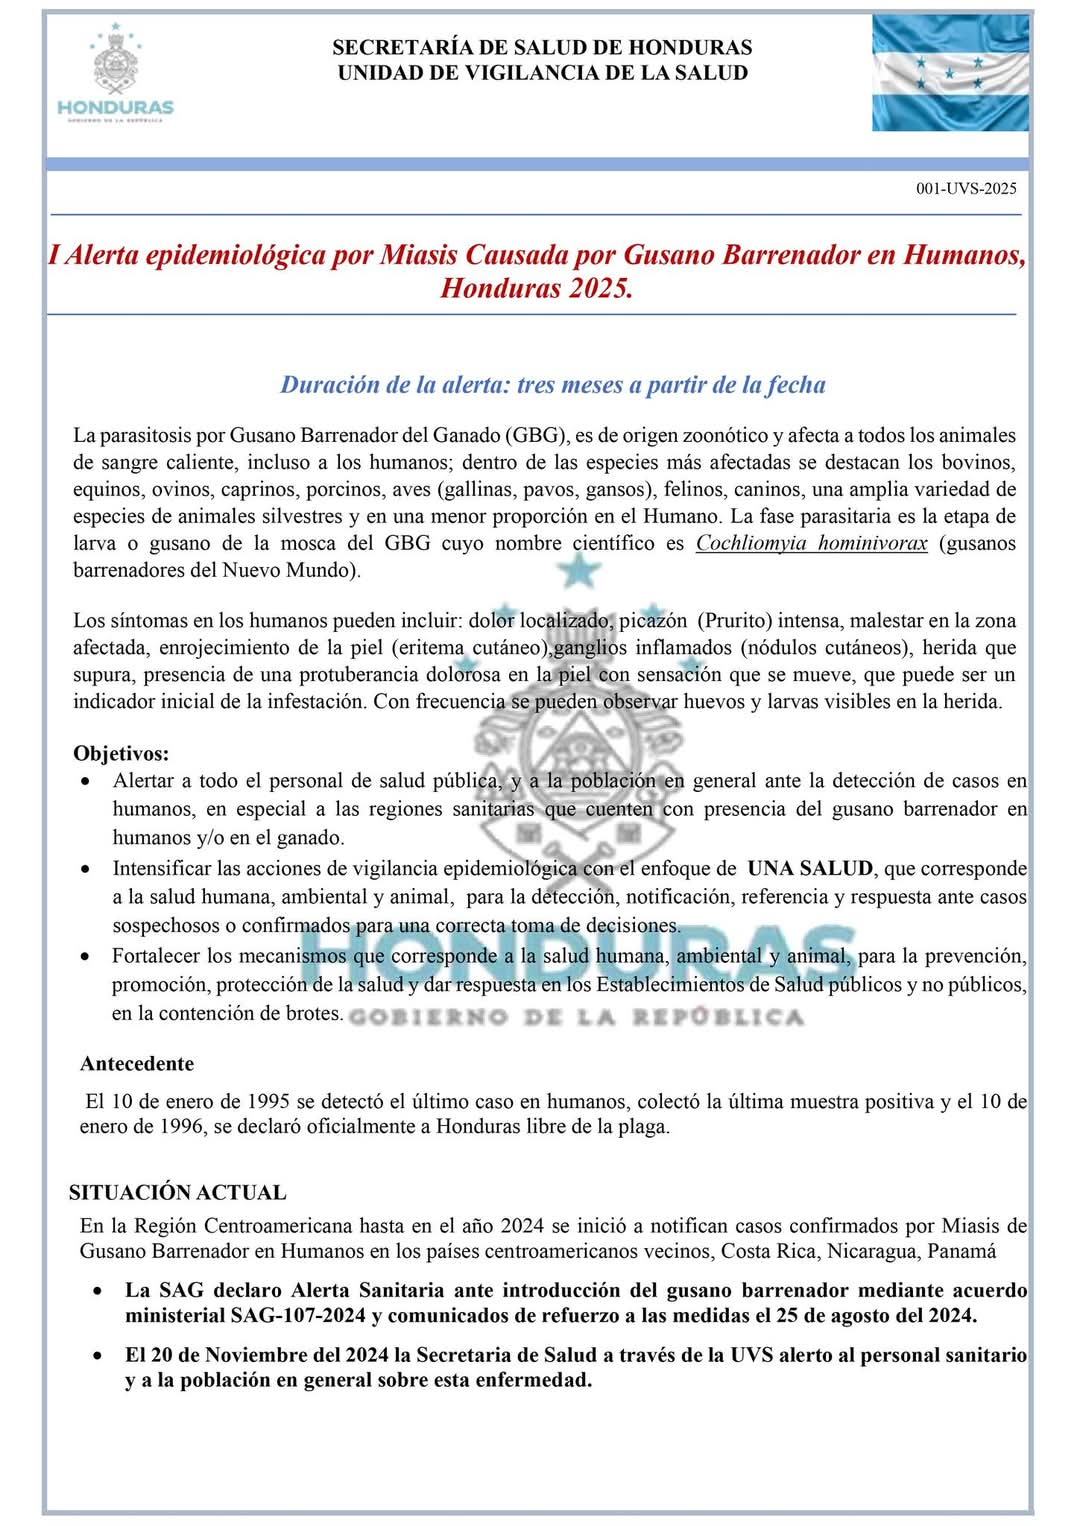 HONDURAS
GOBIERNO DE LA REPÚBLICA
SECRETARÍA DE SALUD DE HONDURAS
UNIDAD DE VIGILANCIA DE LA SALUD
001-UVS-2025
I Alerta epidemiológica por Miasis Causada por Gusano Barrenador en Humanos,
Honduras 2025.
Duración de la alerta: tres meses a partir de la fecha
La parasitosis por Gusano Barrenador del Ganado (GBG), es de origen zoonótico y afecta a todos los animales
de sangre caliente, incluso a los humanos; dentro de las especies más afectadas se destacan los bovinos,
equinos, ovinos, caprinos, porcinos, aves (gallinas, pavos, gansos), felinos, caninos, una amplia variedad de
especies de animales silvestres y en una menor proporción en el Humano. La fase parasitaria es la etapa de
larva o gusano de la mosca del GBG cuyo nombre científico es Cochliomyia hominivorax (gusanos
barrenadores del Nuevo Mundo).
Los síntomas en los humanos pueden incluir: dolor localizado, picazón (Prurito) intensa, malestar en la zona
afectada, enrojecimiento de la piel (eritema cutáneo),ganglios inflamados (nódulos cutáneos), herida que
supura, presencia de una protuberancia dolorosa en la piel con sensación que se mueve, que puede ser un
indicador inicial de la infestación. Con frecuencia se pueden observar huevos y larvas visibles en la herida.
Objetivos:
• Alertar a todo el personal de salud pública, y a la población en general ante la detección de casos en
humanos, en especial a las regiones sanitarias que cuenten con presencia del gusano barrenador en
humanos y/o en el ganado.
• Intensificar las acciones de vigilancia epidemiológica con el enfoque de UNA SALUD, que corresponde
a la salud humana, ambiental y animal, para la detección, notificación, referencia y respuesta ante casos
sospechosos o confirmados para una correcta toma de decisiones.
• Fortalecer los mecanismos que corresponde a la salud humana, ambiental y animal, para la prevención,
promoción, protección de la salud y dar respuesta en los Establecimientos de Salud públicos y no públicos,
en la contención de brotes.
HONDURAS
GOBIERNO DE LA REPÚBLICA
Antecedente
El 10 de enero de 1995 se detectó el último caso en humanos, colectó la última muestra positiva y el 10 de
enero de 1996, se declaró oficialmente a Honduras libre de la plaga.
SITUACIÓN ACTUAL
En la Región Centroamericana hasta en el año 2024 se inició a notifican casos confirmados por Miasis de
Gusano Barrenador en Humanos en los países centroamericanos vecinos, Costa Rica, Nicaragua, Panamá
• La SAG declaro Alerta Sanitaria ante introducción del gusano barrenador mediante acuerdo
ministerial SAG-107-2024 y comunicados de refuerzo a las medidas el 25 de agosto del 2024.
• El 20 de Noviembre del 2024 la Secretaria de Salud a través de la UVS alerto al personal sanitario
y a la población en general sobre esta enfermedad.